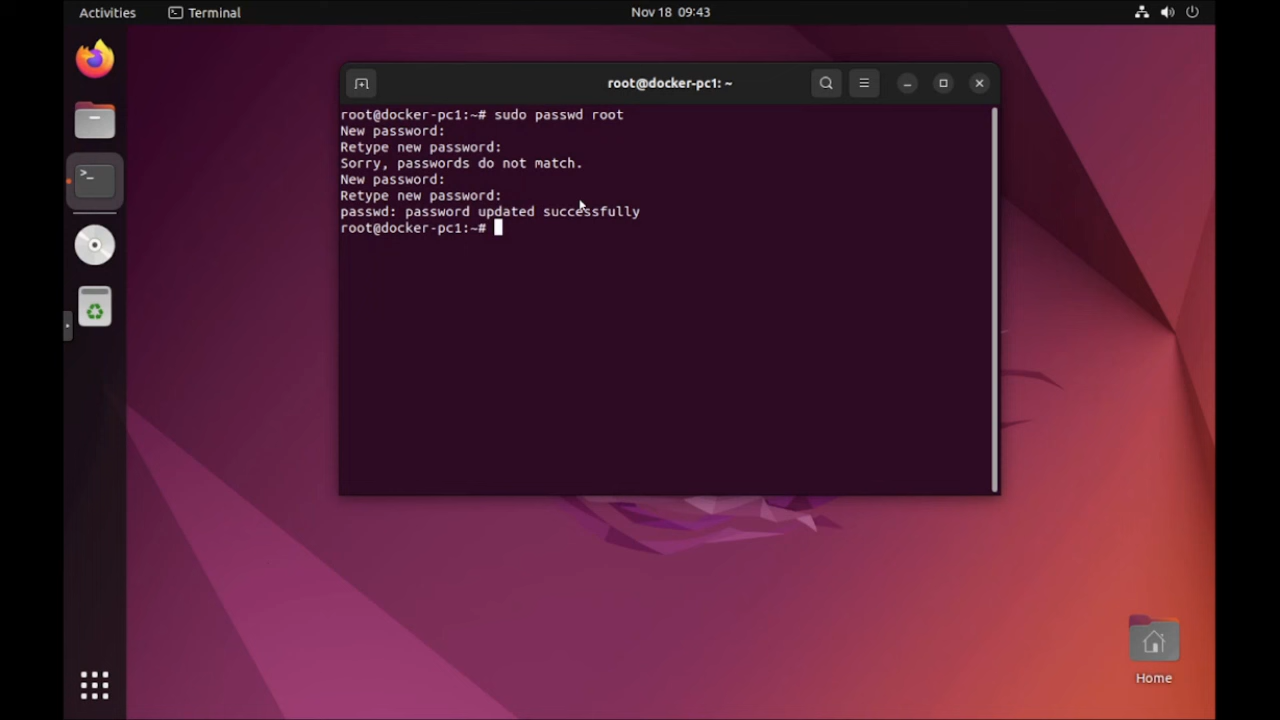 Activities
Terminal
Nov 18 09:43
root@docker-pc1: ~
root@docker-pc1:~# sudo passwd root
New password:
Retype new password:
Sorry, passwords do not match.
New password:
Retype new password:
passwd: password updated successfully
root@docker-pc1:~#
Home